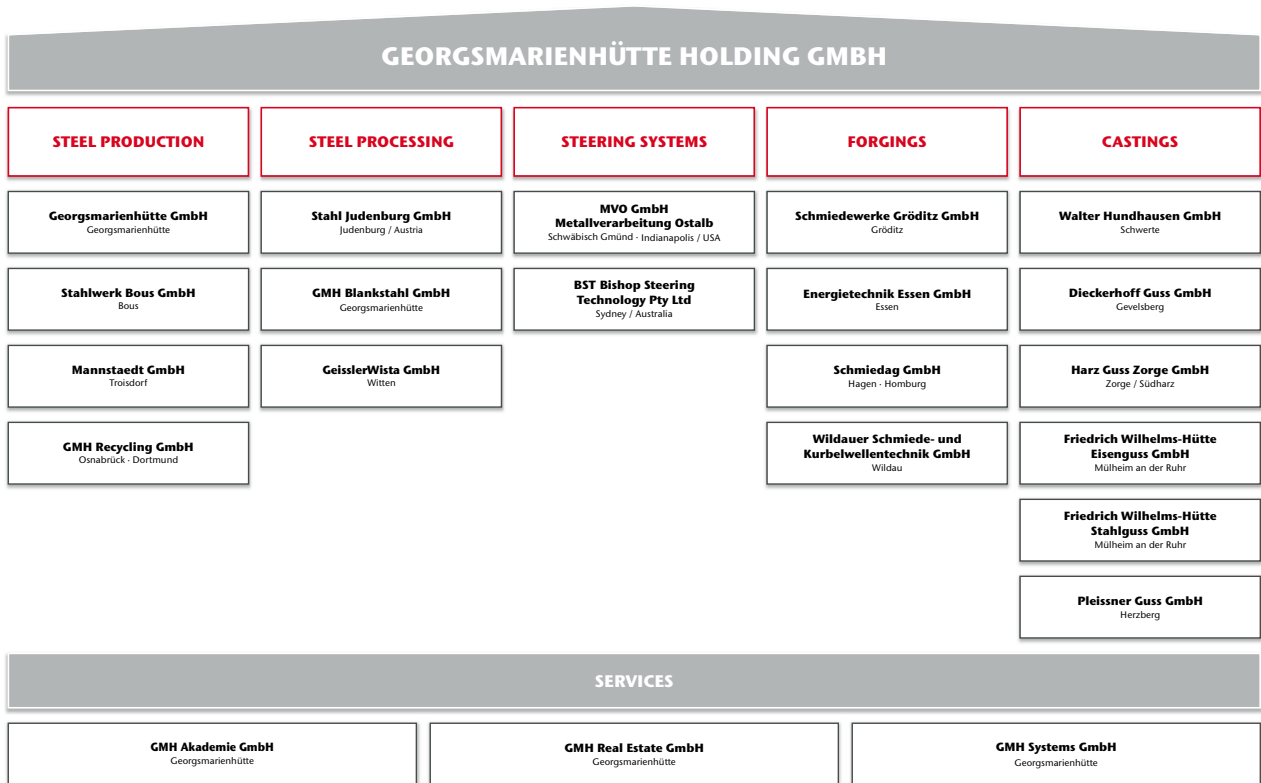 GEORGSMARIENHÜTTE HOLDING GMBH
STEEL PRODUCTION
Georgsmarienhütte GmbH
Georgsmarienhütte
Stahlwerk Bous GmbH
Bous
Mannstaedt GmbH
Troisdorf
GMH Recycling GmbH
Osnabrück · Dortmund
STEEL PROCESSING
Stahl Judenburg GmbH
Judenburg / Austria
GMH Blankstahl GmbH
Georgsmarienhütte
GeisslerWista GmbH
Witten
STEERING SYSTEMS
MVO GmbH
Metallverarbeitung Ostalb
Schwäbisch Gmünd · Indianapolis / USA
BST Bishop Steering
Technology Pty Ltd
Sydney / Australia
FORGINGS
Schmiedewerke Gröditz GmbH
Gröditz
Energietechnik Essen GmbH
Essen
Schmiedag GmbH
Hagen · Homburg
Wildauer Schmiede- und
Kurbelwellentechnik GmbH
Wildau
CASTINGS
Walter Hundhausen GmbH
Schwerte
Dieckerhoff Guss GmbH
Gevelsberg
Harz Guss Zorge GmbH
Zorge / Südharz
Friedrich Wilhelms-Hütte
Eisenguss GmbH
Mülheim an der Ruhr
Friedrich Wilhelms-Hütte
Stahlguss GmbH
Mülheim an der Ruhr
Pleissner Guss GmbH
Herzberg
SERVICES
GMH Akademie GmbH
Georgsmarienhütte
GMH Real Estate GmbH
Georgsmarienhütte
GMH Systems GmbH
Georgsmarienhütte